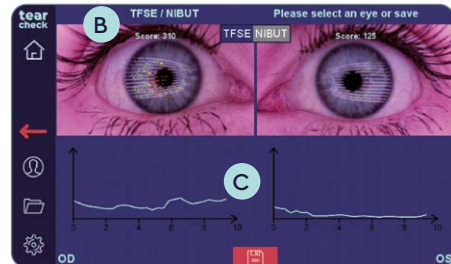 tear
check
TFSE / NIBUT
Please select an eye or save
B
Score: 310
TFSE NIBUT
Score: 125
C
0 2 4 6 8 10
0 2 4 6 8 10
OD
OS